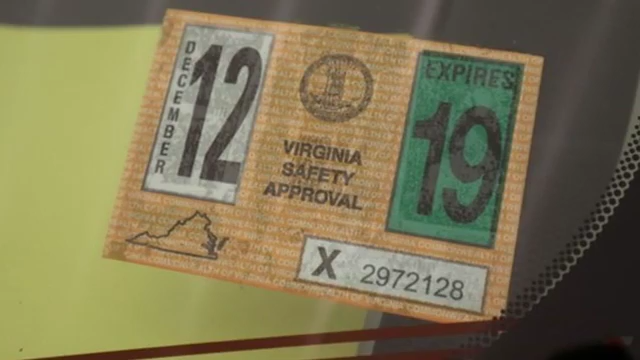 DECEMBER
12
VIRGINIA
SAFETY
APPROVAL
EXPIRES
19
X 2972128